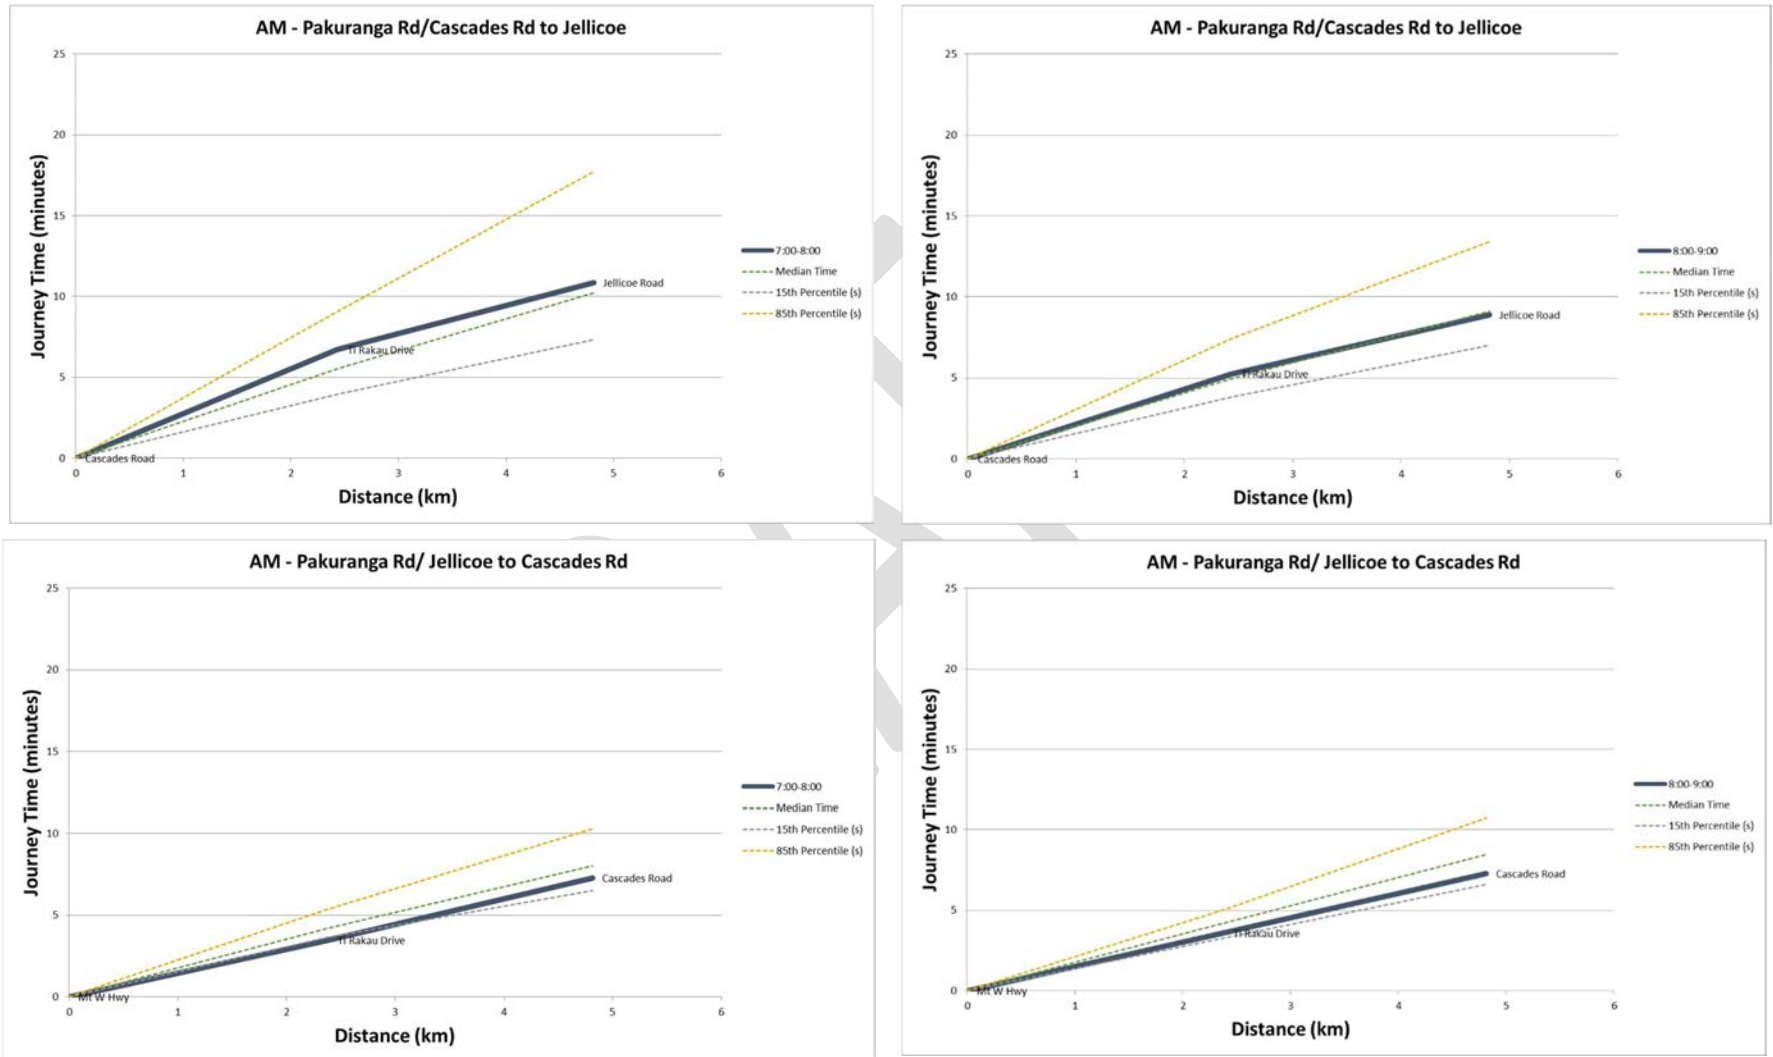 AM - Pakuranga Rd/Cascades Rd to Jellicoe
25
20
15
10
5
0
Journey Time (minutes)
Jellicoe Road
Ti Rakau Drive
Cascades Road
0 1 2 3 4 5 6
Distance (km)
7:00-8:00
Median Time
15th Percentile (s)
85th Percentile (s)
AM - Pakuranga Rd/Cascades Rd to Jellicoe
25
20
15
10
5
0
Journey Time (minutes)
Jellicoe Road
Ti Rakau Drive
Cascades Road
0 1 2 3 4 5 6
Distance (km)
8:00-9:00
Median Time
15th Percentile (s)
85th Percentile (s)
AM - Pakuranga Rd/ Jellicoe to Cascades Rd
25
20
15
10
5
0
Journey Time (minutes)
Cascades Road
Ti Rakau Drive
Mt W Hwy
0 1 2 3 4 5 6
Distance (km)
7:00-8:00
Median Time
15th Percentile (s)
85th Percentile (s)
AM - Pakuranga Rd/ Jellicoe to Cascades Rd
25
20
15
10
5
0
Journey Time (minutes)
Cascades Road
Ti Rakau Drive
Mt W Hwy
0 1 2 3 4 5 6
Distance (km)
8:00-9:00
Median Time
15th Percentile (s)
85th Percentile (s)